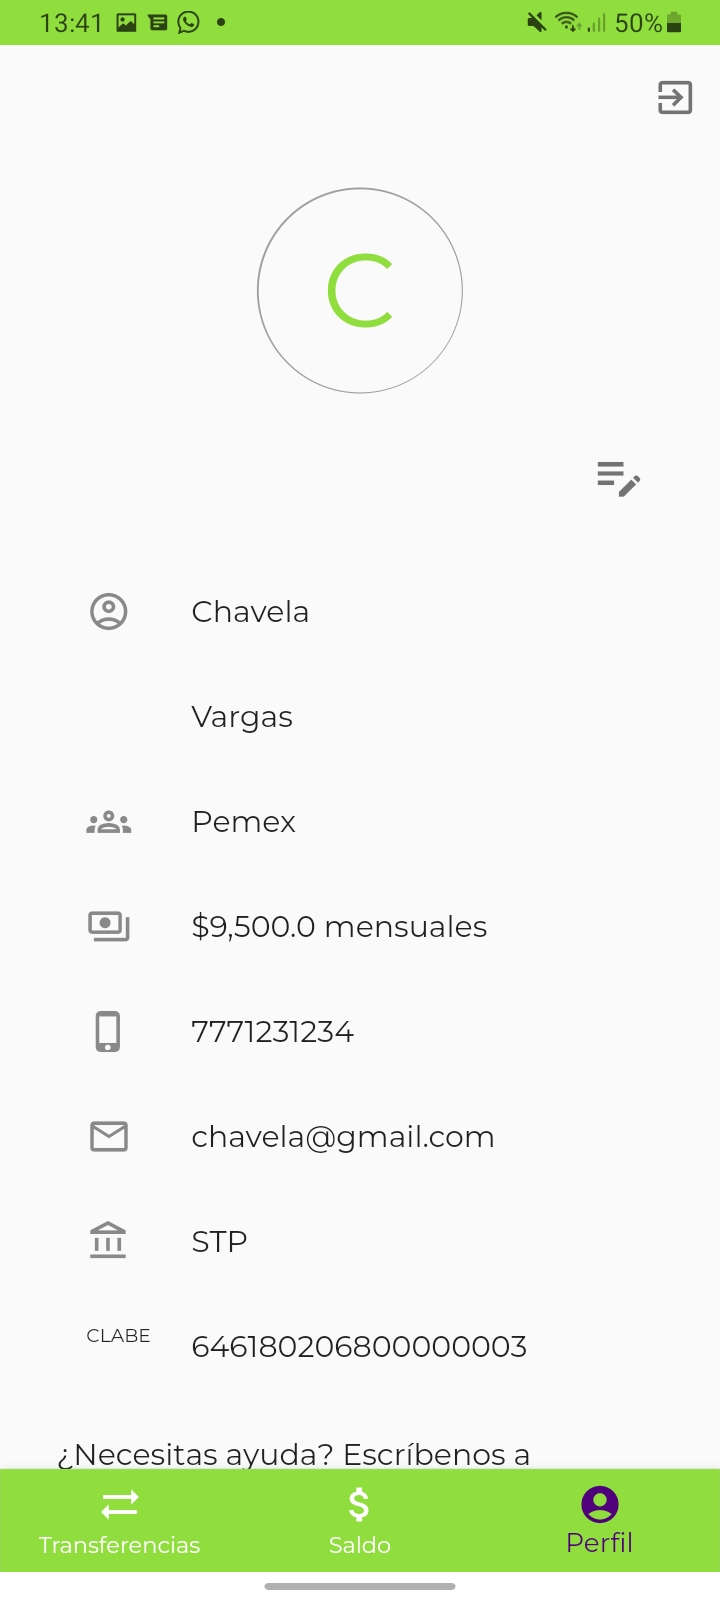 13:41
50%
C
Chavela
Vargas
Pemex
$9,500.0 mensuales
7771231234
chavela@gmail.com
STP
CLABE 646180206800000003
¿Necesitas ayuda? Escríbenos a
Transferencias Saldo Perfil